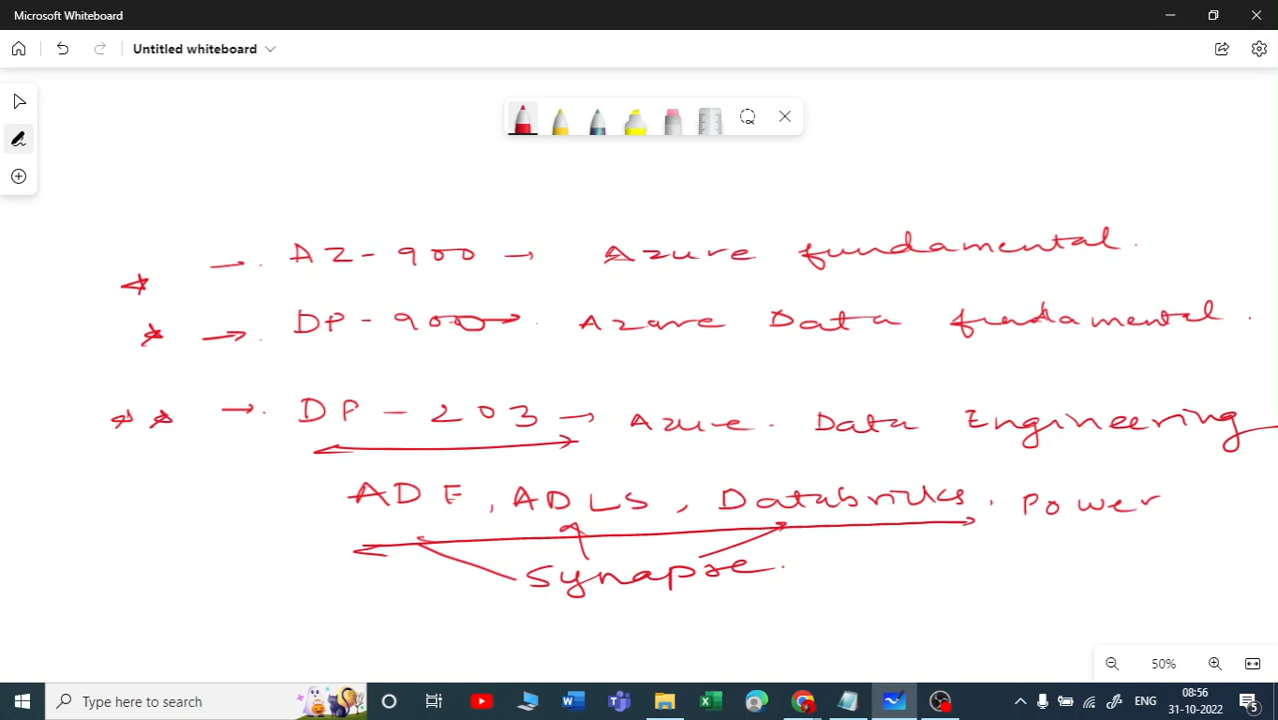 Microsoft Whiteboard
Untitled whiteboard
→ AZ-900 → Azure fundamental.
→ DP-900 → Azure Data fundamental.
→ DP-203 → Azure. Data Engineering
ADF, ADLS, Databricks. Power
Synapse.
50%
Type here to search
ENG
08:56
31-10-2022
5